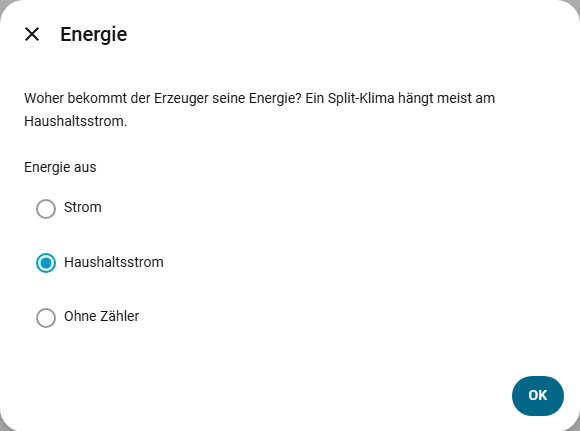 Energie
Woher bekommt der Erzeuger seine Energie? Ein Split-Klima hängt meist am
Haushaltsstrom.
Energie aus
Strom
Haushaltsstrom
Ohne Zähler
OK